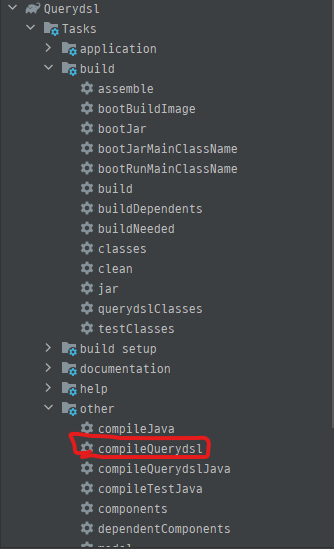 Querydsl
Tasks
application
build
assemble
bootBuildImage
bootJar
bootJarMainClassName
bootRunMainClassName
build
buildDependents
buildNeeded
classes
clean
jar
querydslClasses
testClasses
build setup
documentation
help
other
compileJava
compileQuerydsl
compileQuerydslJava
compileTestJava
components
dependentComponents